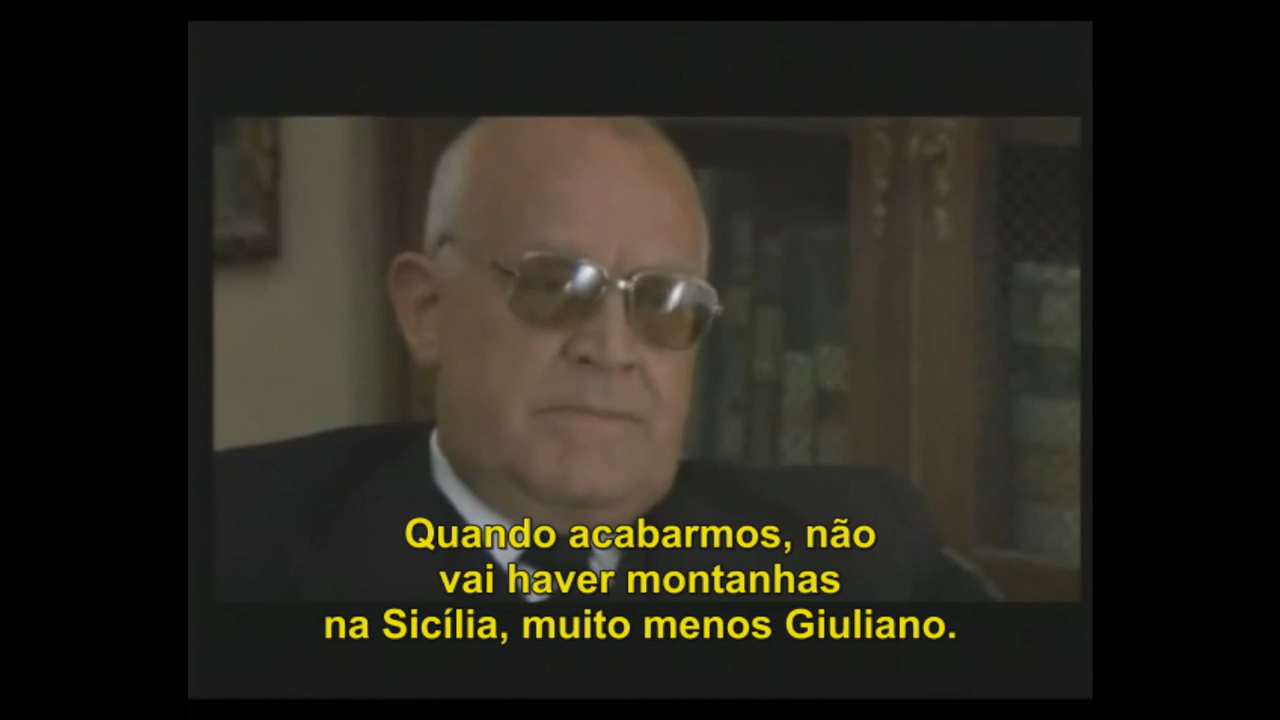 Quando acabarmos, não
vai haver montanhas
na Sicília, muito menos Giuliano.